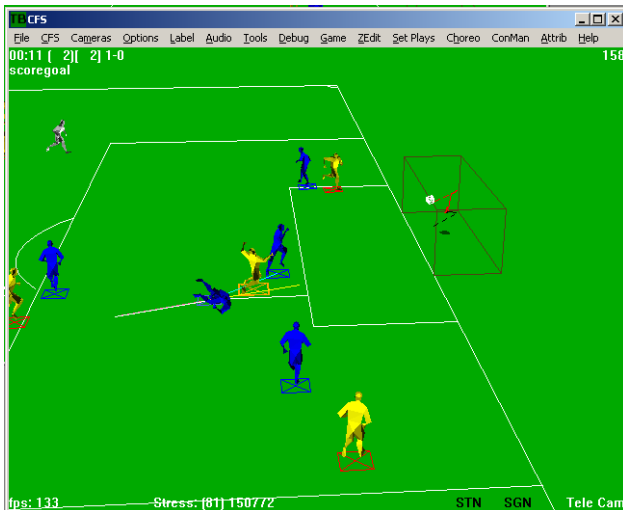 TB CFS
File CFS Cameras Options Label Audio Tools Debug Game ZEdit Set Plays Choreo ConMan Attrib Help
00:11 ( 2)[ 2] 1-0 158
scoregoal
fps: 133 Stress: (81) 150772 STN SGN Tele Cam